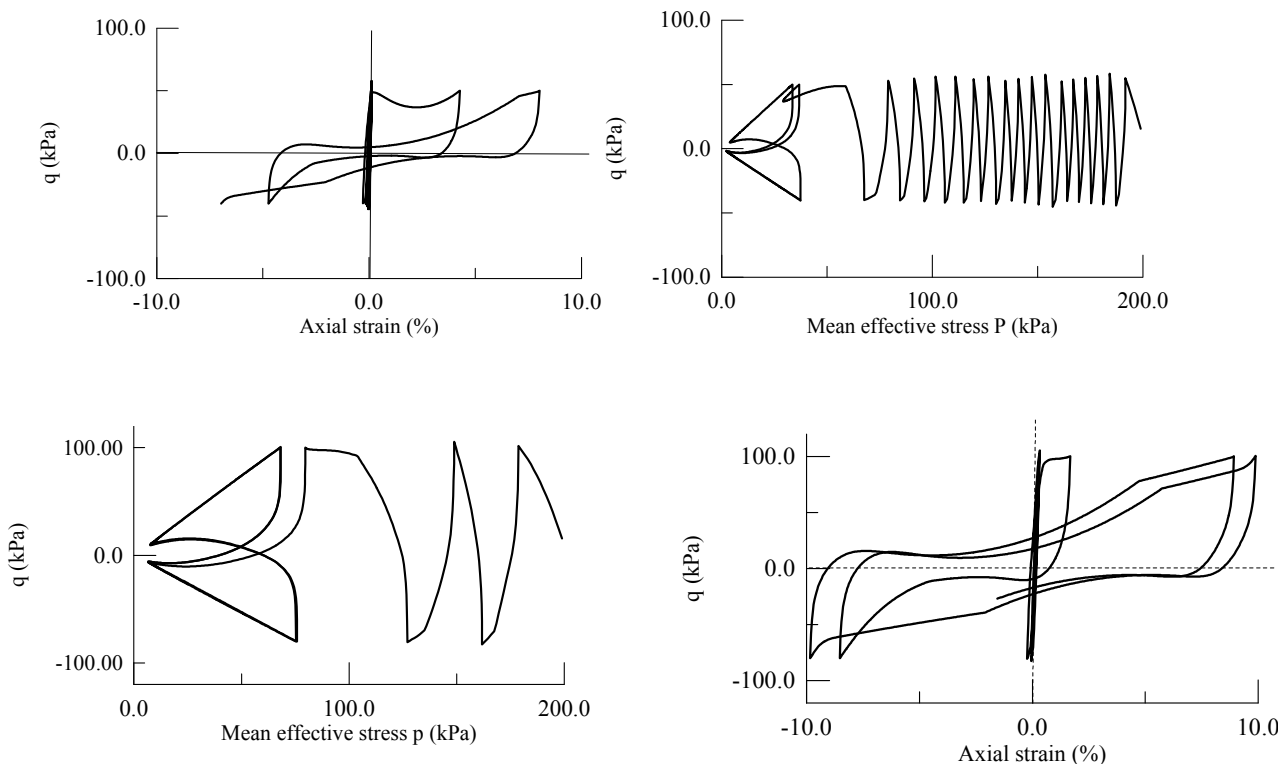 100.0
0.0
-100.0
q (kPa)
-10.0 0.0 10.0
Axial strain (%)
100.0
0.0
-100.0
q (kPa)
0.0 100.0 200.0
Mean effective stress P (kPa)
100.00
0.00
-100.00
q (kPa)
0.0 100.0 200.0
Mean effective stress p (kPa)
100.0
0.0
-100.0
q (kPa)
-10.0 0.0 10.0
Axial strain (%)